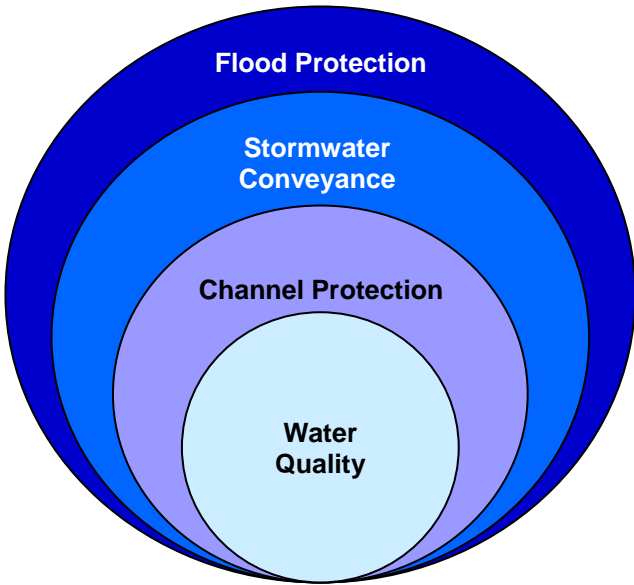 Flood Protection
Stormwater
Conveyance
Channel Protection
Water
Quality